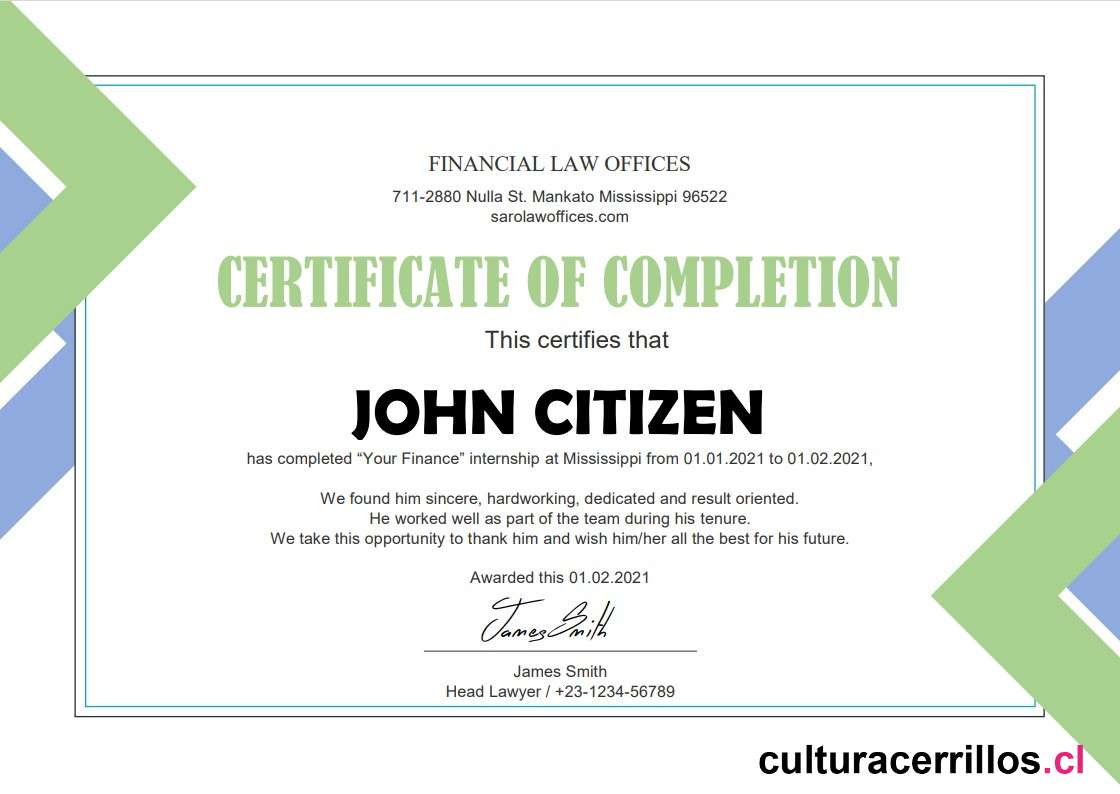 FINANCIAL LAW OFFICES
711-2880 Nulla St. Mankato Mississippi 96522
sarolawoffices.com
CERTIFICATE OF COMPLETION
This certifies that
JOHN CITIZEN
has completed “Your Finance” internship at Mississippi from 01.01.2021 to 01.02.2021,
We found him sincere, hardworking, dedicated and result oriented.
He worked well as part of the team during his tenure.
We take this opportunity to thank him and wish him/her all the best for his future.
Awarded this 01.02.2021
James Smith
James Smith
Head Lawyer / +23-1234-56789
culturacerrillos.cl